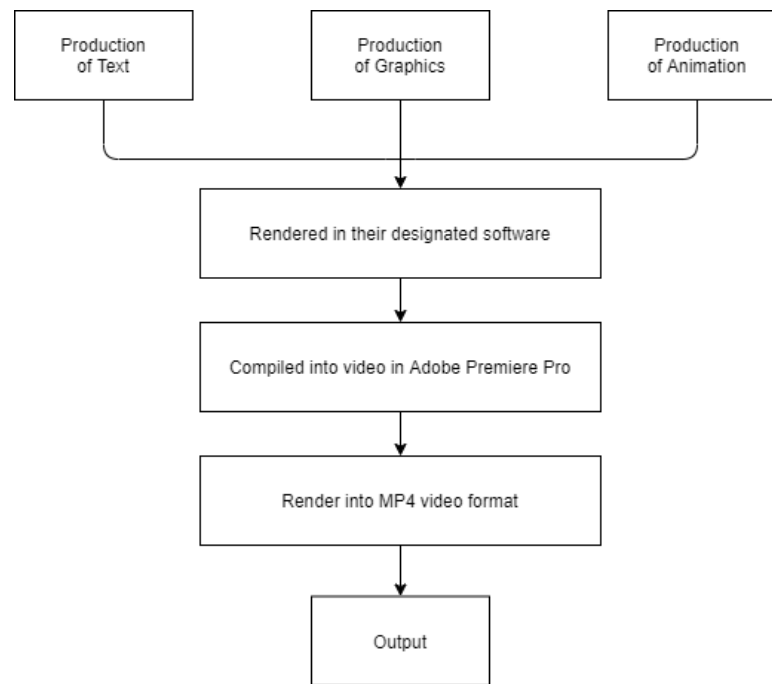 Production
of Text
Production
of Graphics
Production
of Animation
Rendered in their designated software
Compiled into video in Adobe Premiere Pro
Render into MP4 video format
Output